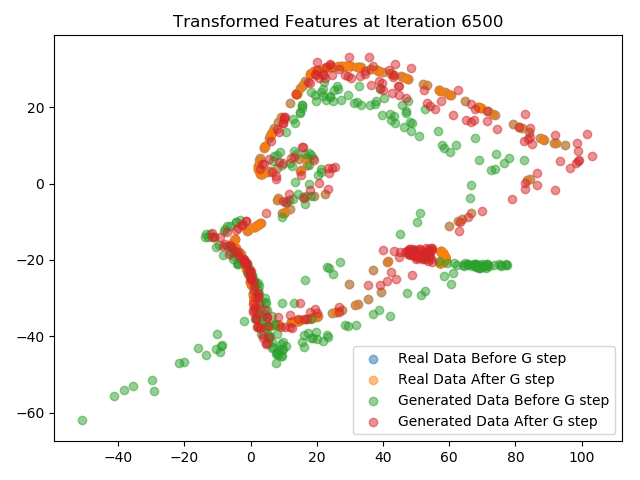 Transformed Features at Iteration 6500
20
0
−20
−40
−60
−40
−20
0
20
40
60
80
100
Real Data Before G step
Real Data After G step
Generated Data Before G step
Generated Data After G step